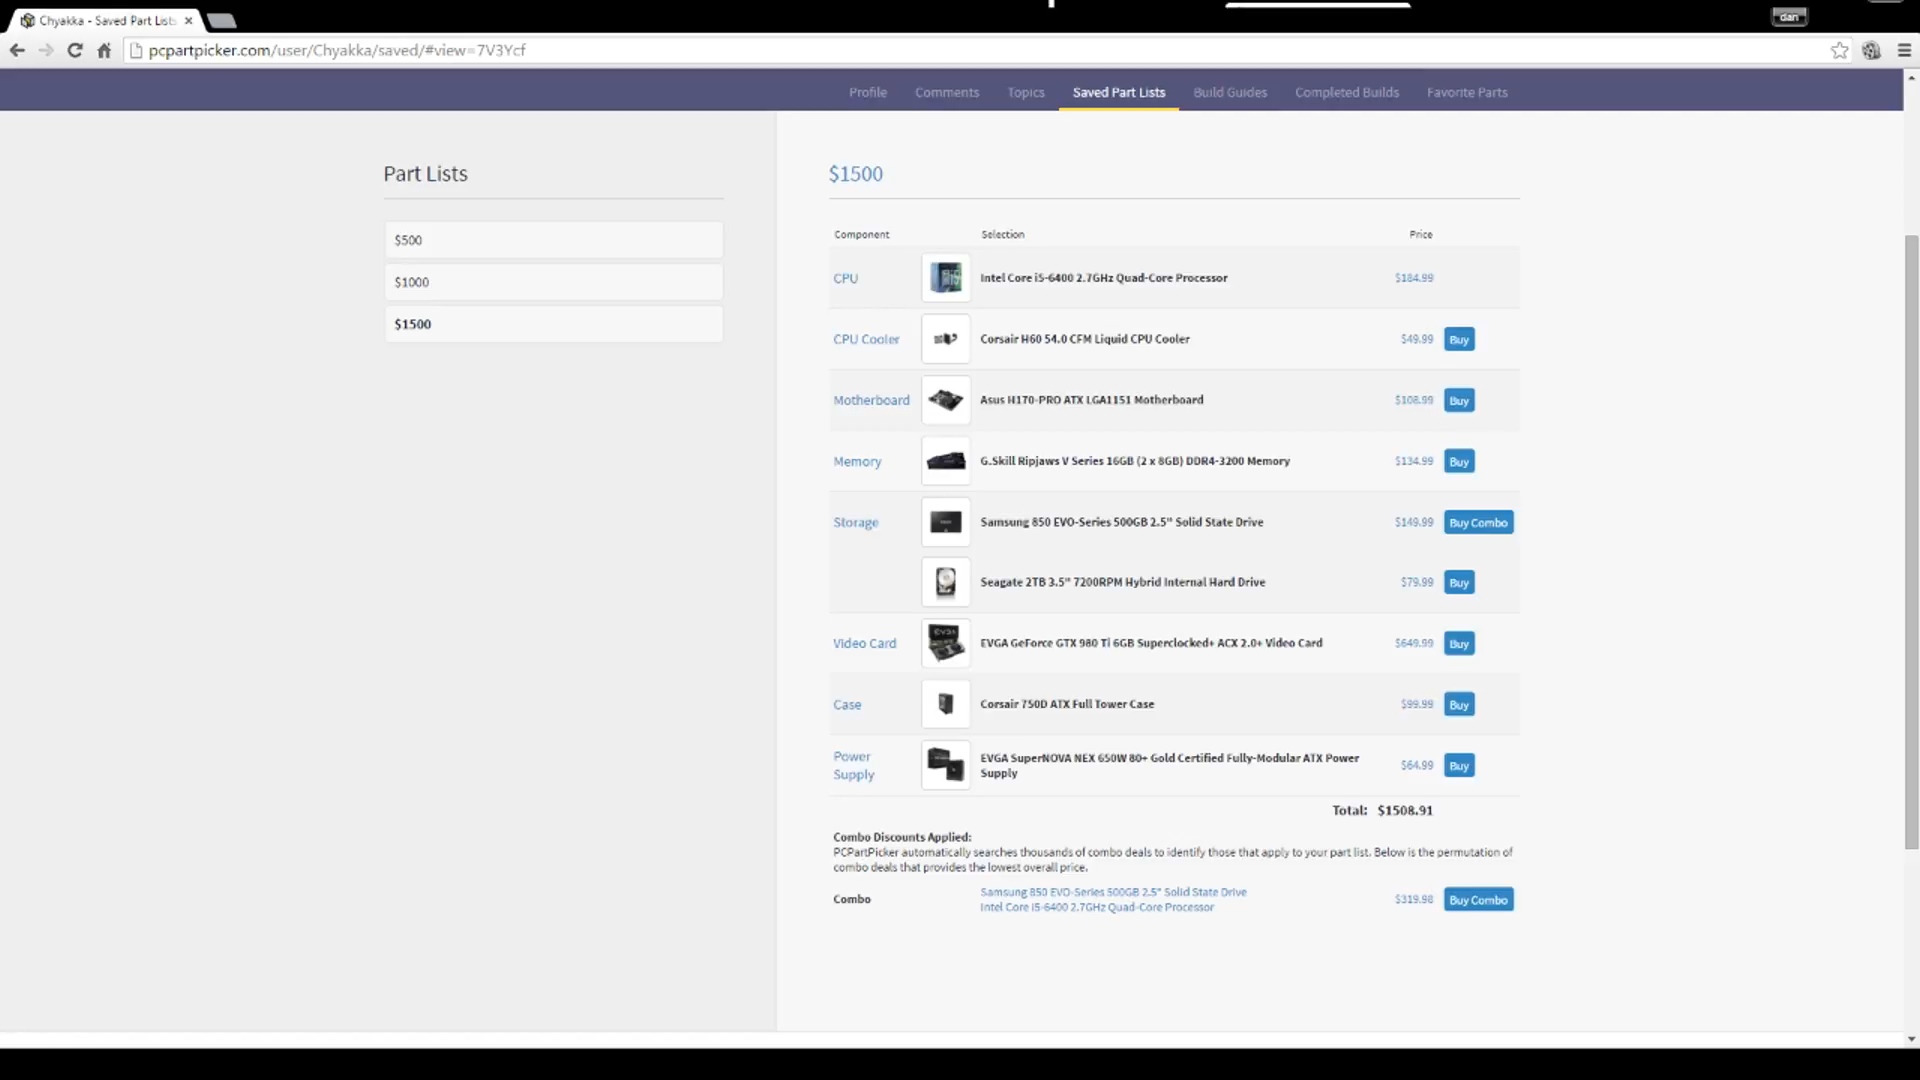 Chyakka - Saved Part Lists
dan
pcpartpicker.com/user/Chyakka/saved/#view=7V3Ycf
Profile Comments Topics Saved Part Lists Build Guides Completed Builds Favorite Parts
Part Lists
$500
$1000
$1500
$1500
Component Selection Price
CPU Intel Core i5-6400 2.7GHz Quad-Core Processor $184.99
CPU Cooler Corsair H60 54.0 CFM Liquid CPU Cooler $49.99 Buy
Motherboard Asus H170-PRO ATX LGA1151 Motherboard $108.99 Buy
Memory G.Skill Ripjaws V Series 16GB (2 x 8GB) DDR4-3200 Memory $134.99 Buy
Storage Samsung 850 EVO-Series 500GB 2.5" Solid State Drive $149.99 Buy Combo
Seagate 2TB 3.5" 7200RPM Hybrid Internal Hard Drive $79.99 Buy
Video Card EVGA GeForce GTX 980 Ti 6GB Superclocked+ ACX 2.0+ Video Card $649.99 Buy
Case Corsair 750D ATX Full Tower Case $99.99 Buy
Power Supply EVGA SuperNOVA NEX 650W 80+ Gold Certified Fully-Modular ATX Power
Supply $64.99 Buy
Total: $1508.91
Combo Discounts Applied:
PCPartPicker automatically searches thousands of combo deals to identify those that apply to your part list. Below is the permutation of
combo deals that provides the lowest overall price.
Combo Samsung 850 EVO-Series 500GB 2.5" Solid State Drive
Intel Core i5-6400 2.7GHz Quad-Core Processor $319.98 Buy Combo